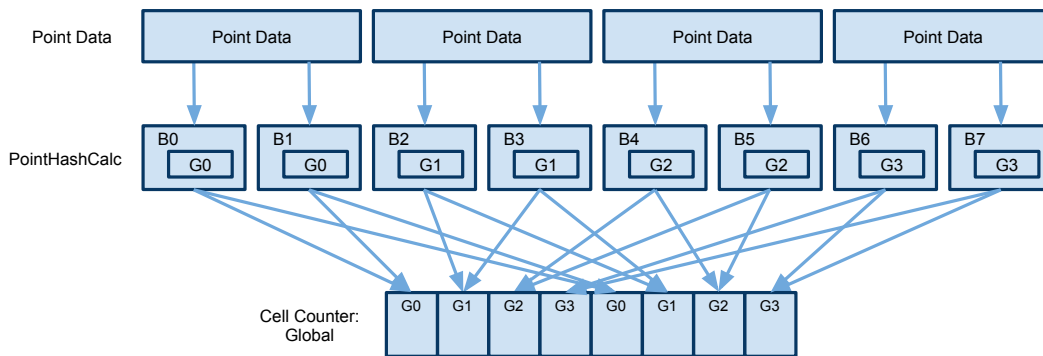 Point Data
Point Data
Point Data
Point Data
Point Data
PointHashCalc
B0
G0
B1
G0
B2
G1
B3
G1
B4
G2
B5
G2
B6
G3
B7
G3
Cell Counter:
Global
G0
G1
G2
G3
G0
G1
G2
G3